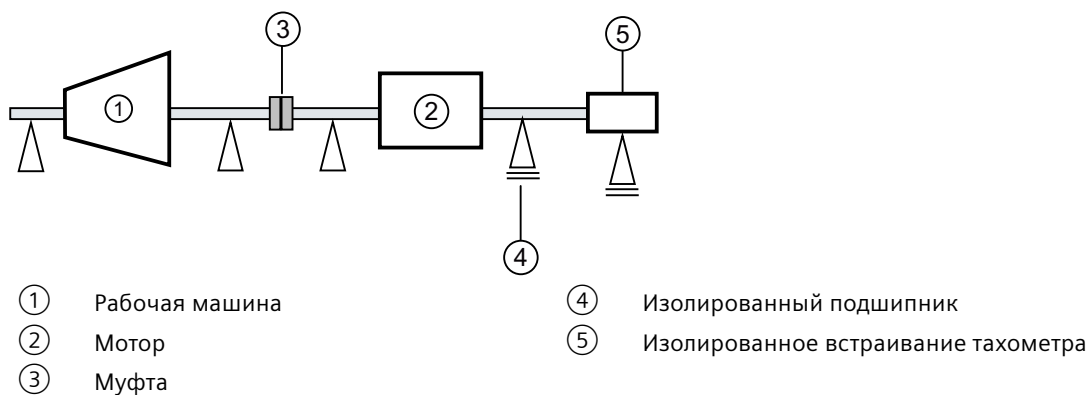 3 5
1 2
4
1 Рабочая машина 4 Изолированный подшипник
2 Мотор 5 Изолированное встраивание тахометра
3 Муфта